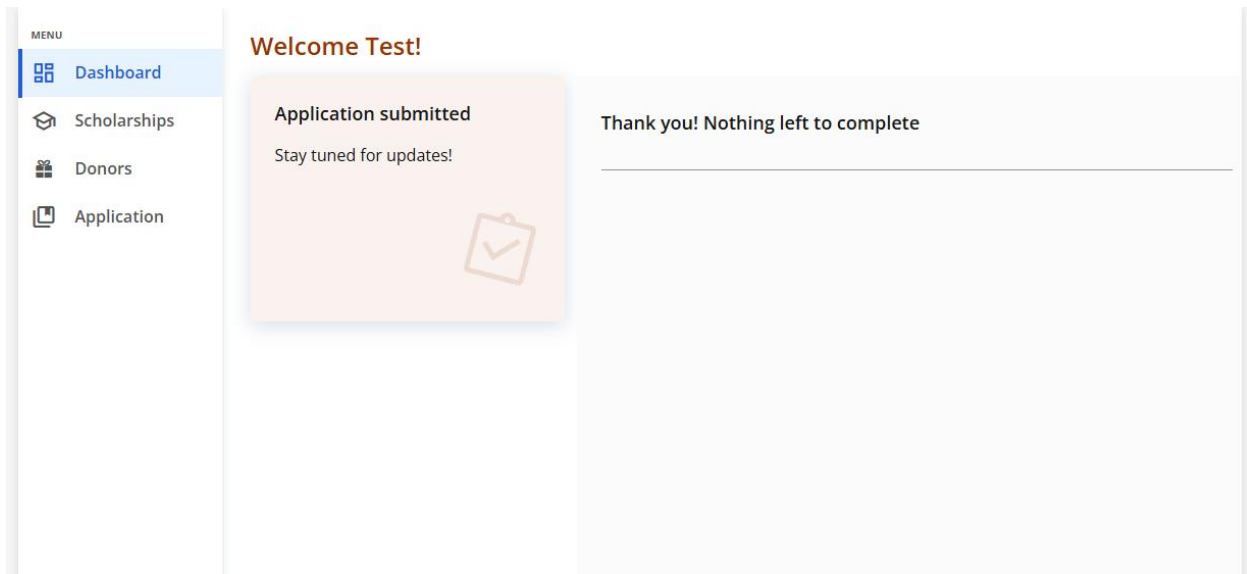 MENU
Dashboard
Scholarships
Donors
Application
Welcome Test!
Application submitted
Stay tuned for updates!
Thank you! Nothing left to complete